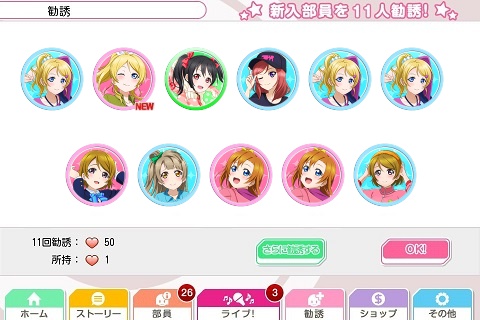 勧誘
新入部員を11人勧誘!
NEW
11回勧誘: 50
所持: 1
さらに勧誘する
OK!
26
3
ホーム
ストーリー
部員
ライブ!
勧誘
ショップ
その他